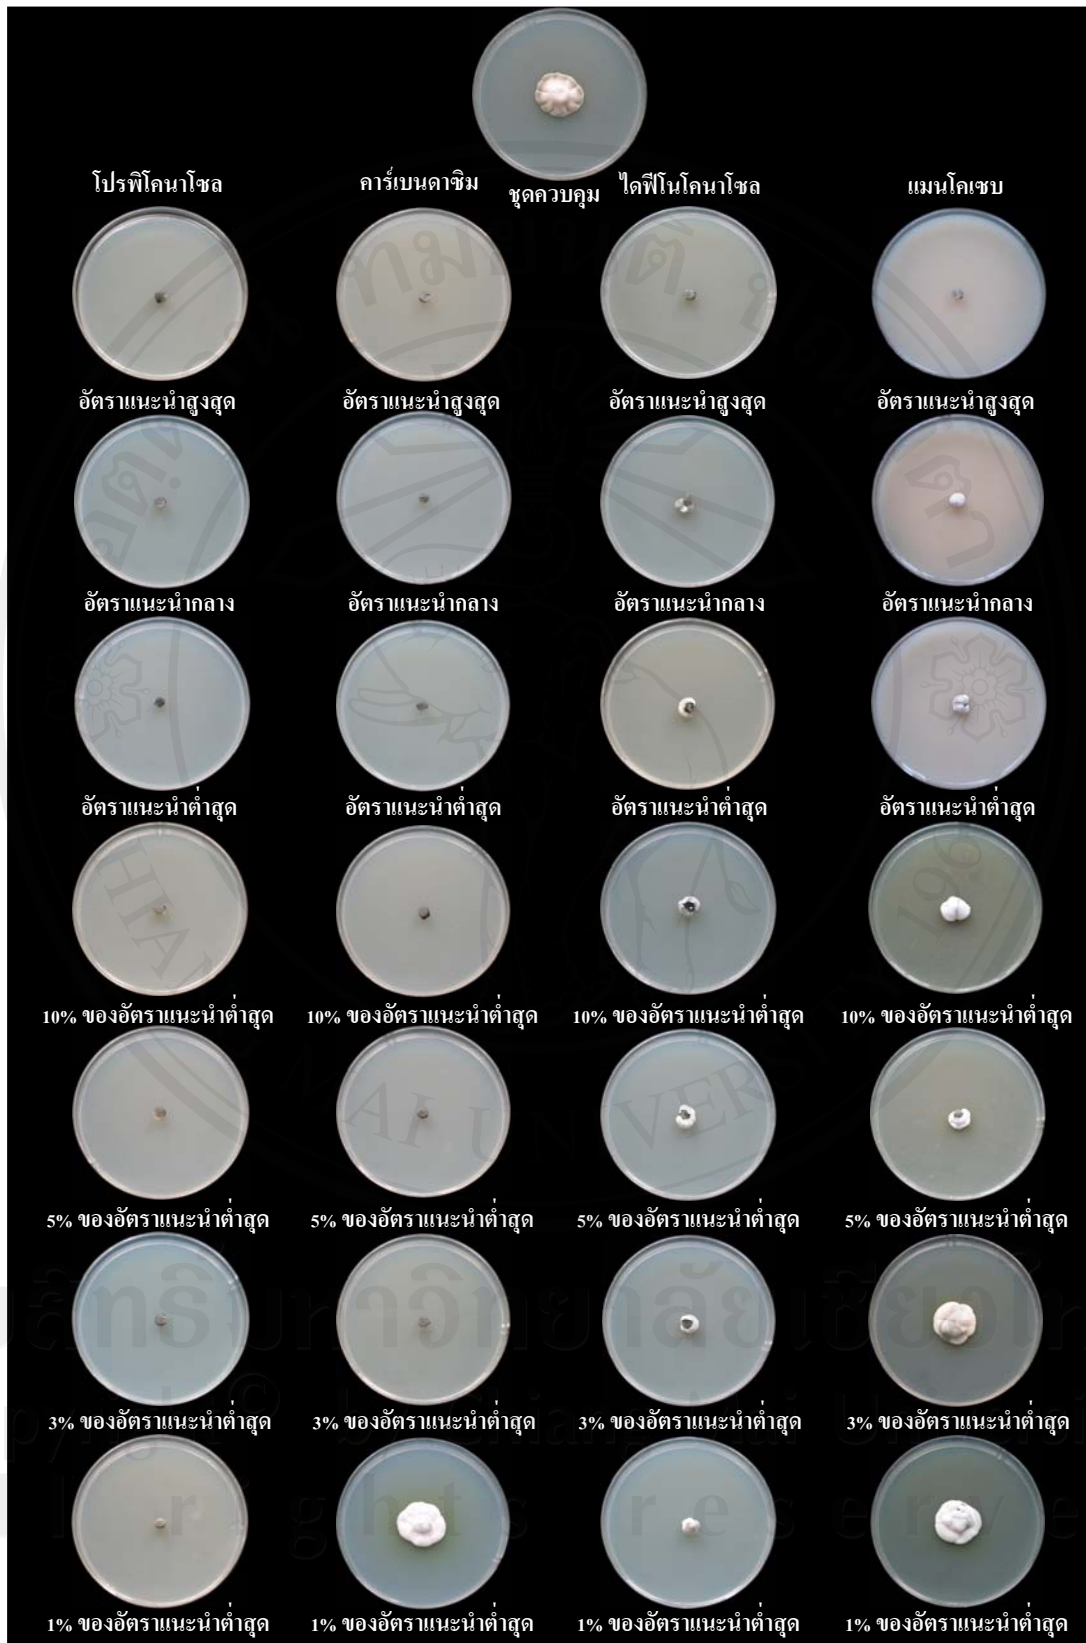 โปรพิโคนาโซล คาร์เบนดาซิม ชุดควบคุม ไดฟีโนโคนาโซล แมนโคเซบ
อัตราแนะนำสูงสุด อัตราแนะนำสูงสุด อัตราแนะนำสูงสุด อัตราแนะนำสูงสุด
อัตราแนะนำกลาง อัตราแนะนำกลาง อัตราแนะนำกลาง อัตราแนะนำกลาง
อัตราแนะนำต่ำสุด อัตราแนะนำต่ำสุด อัตราแนะนำต่ำสุด อัตราแนะนำต่ำสุด
10% ของอัตราแนะนำต่ำสุด 10% ของอัตราแนะนำต่ำสุด 10% ของอัตราแนะนำต่ำสุด 10% ของอัตราแนะนำต่ำสุด
5% ของอัตราแนะนำต่ำสุด 5% ของอัตราแนะนำต่ำสุด 5% ของอัตราแนะนำต่ำสุด 5% ของอัตราแนะนำต่ำสุด
3% ของอัตราแนะนำต่ำสุด 3% ของอัตราแนะนำต่ำสุด 3% ของอัตราแนะนำต่ำสุด 3% ของอัตราแนะนำต่ำสุด
1% ของอัตราแนะนำต่ำสุด 1% ของอัตราแนะนำต่ำสุด 1% ของอัตราแนะนำต่ำสุด 1% ของอัตราแนะนำต่ำสุด